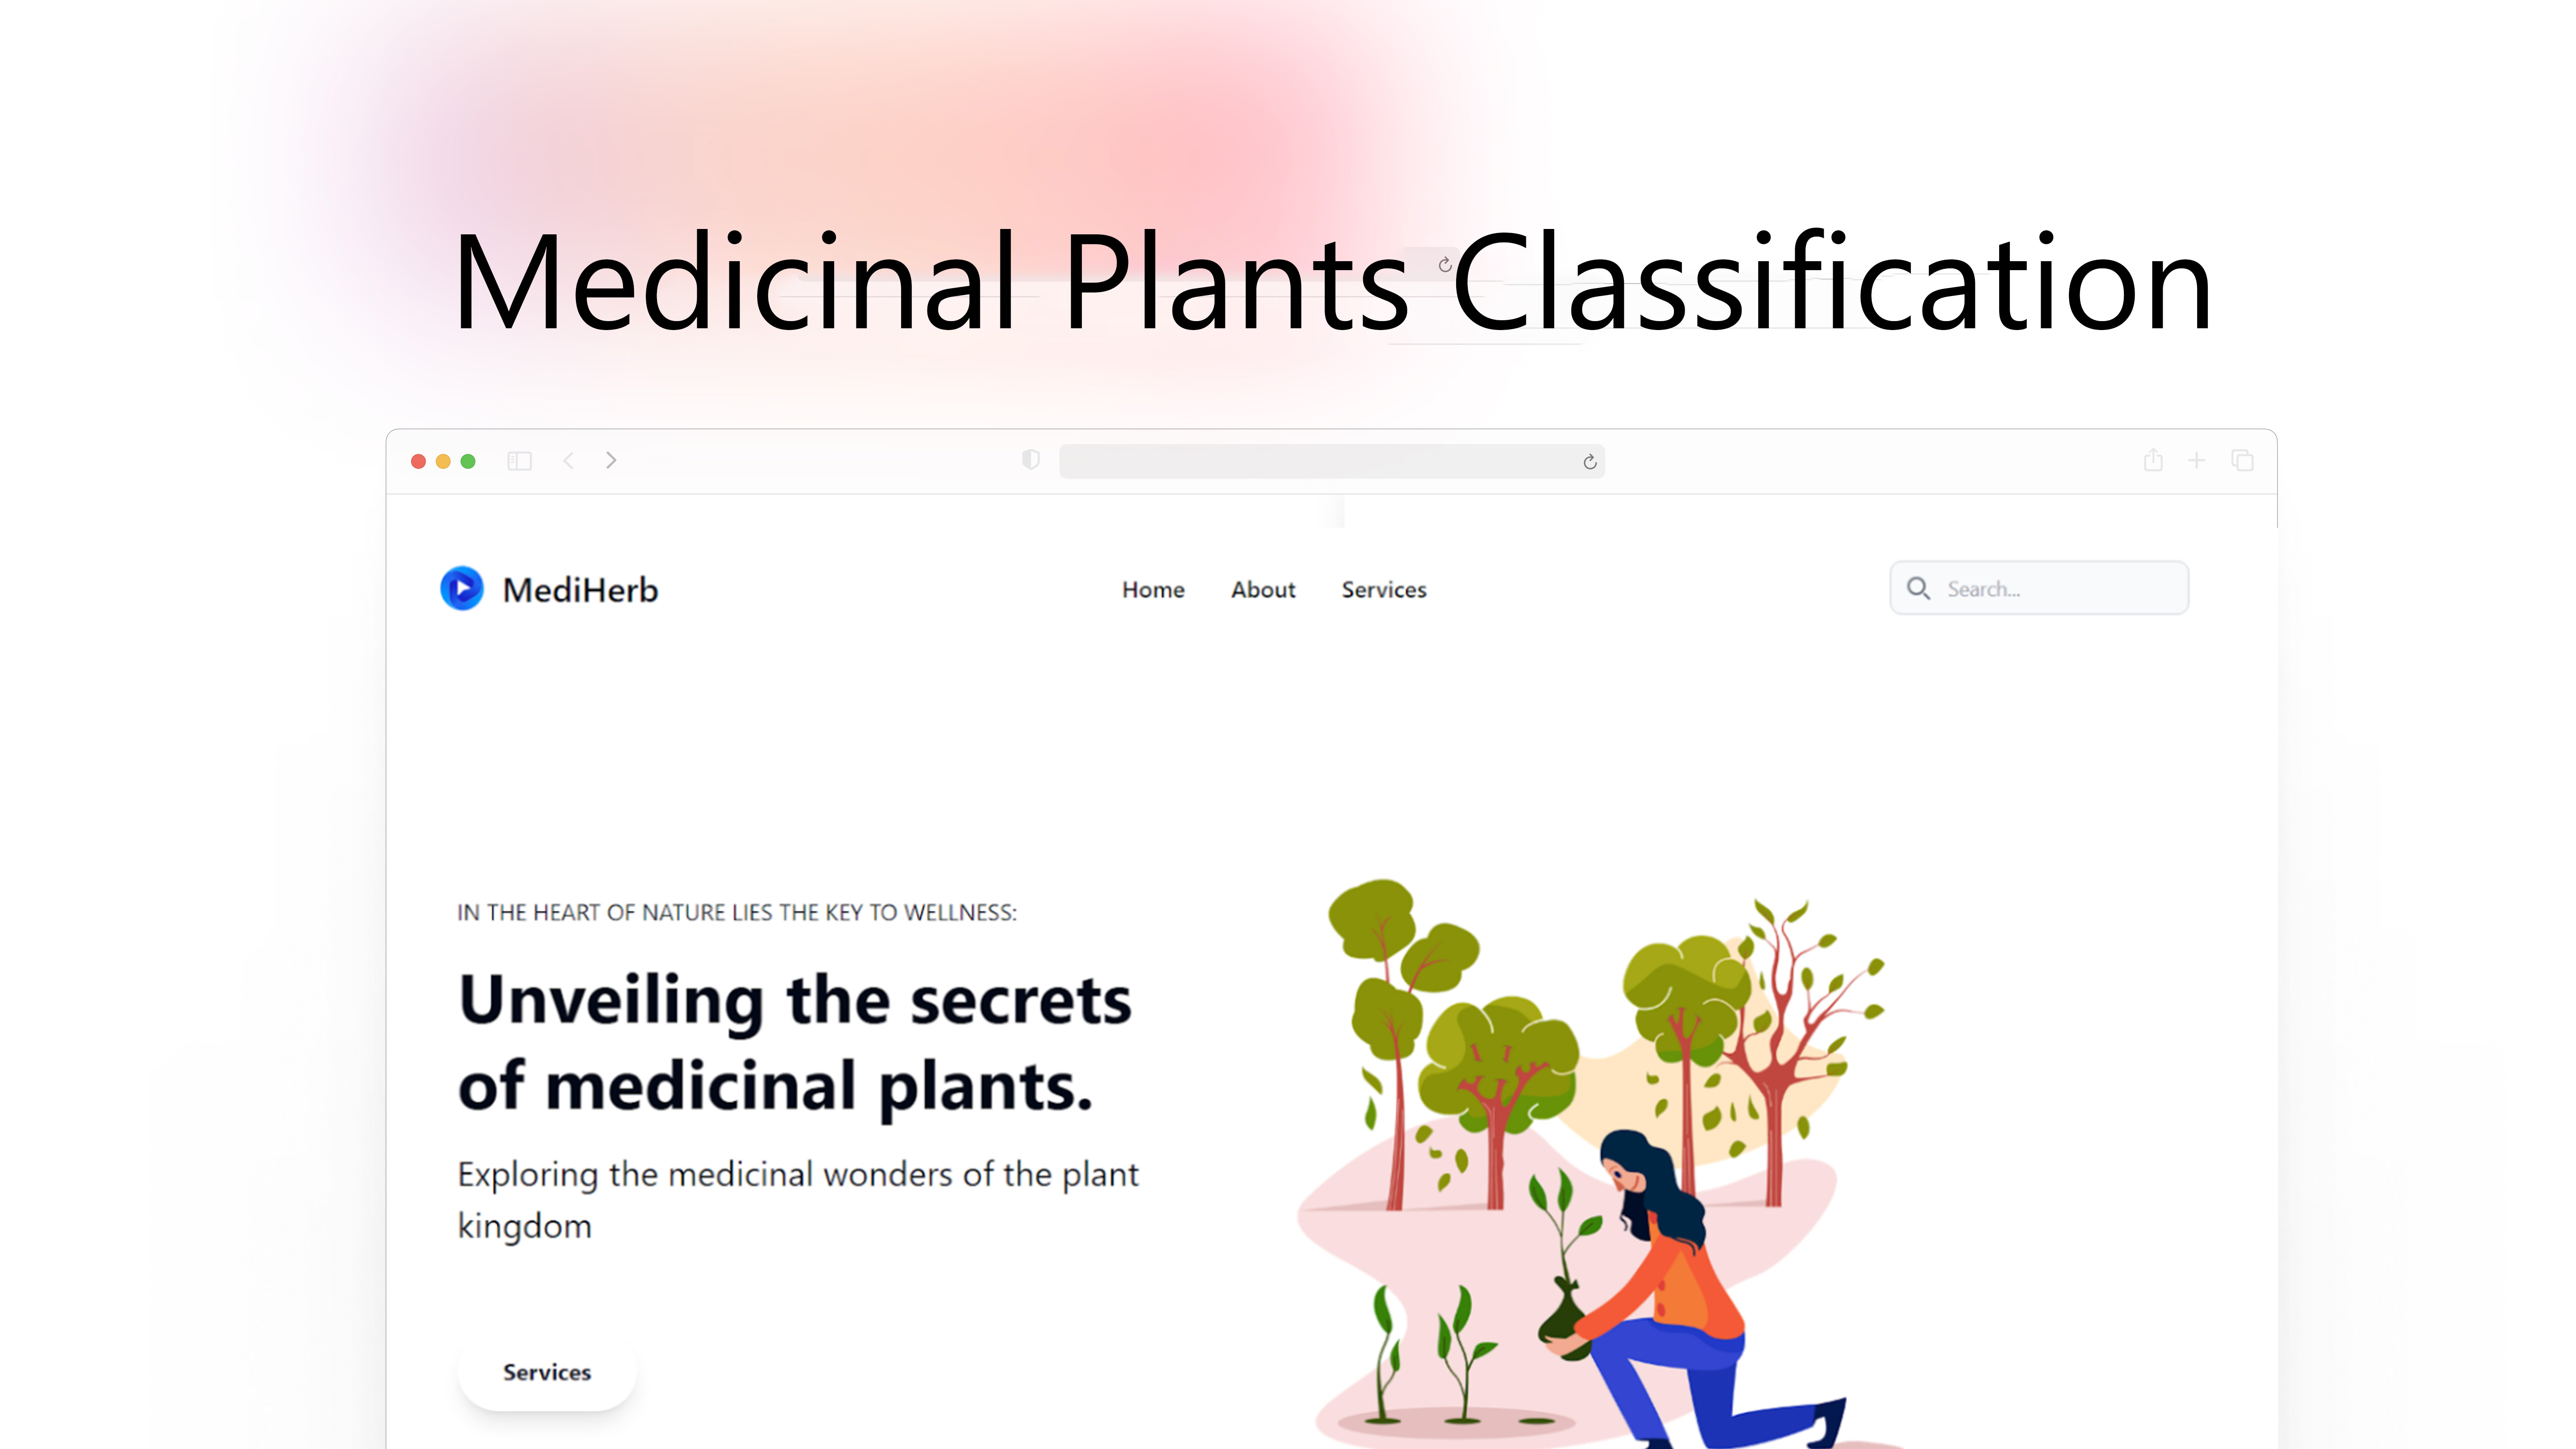 Medicinal Plants Classification
MediHerb
Home About Services
Search...
IN THE HEART OF NATURE LIES THE KEY TO WELLNESS:
Unveiling the secrets
of medicinal plants.
Exploring the medicinal wonders of the plant
kingdom
Services